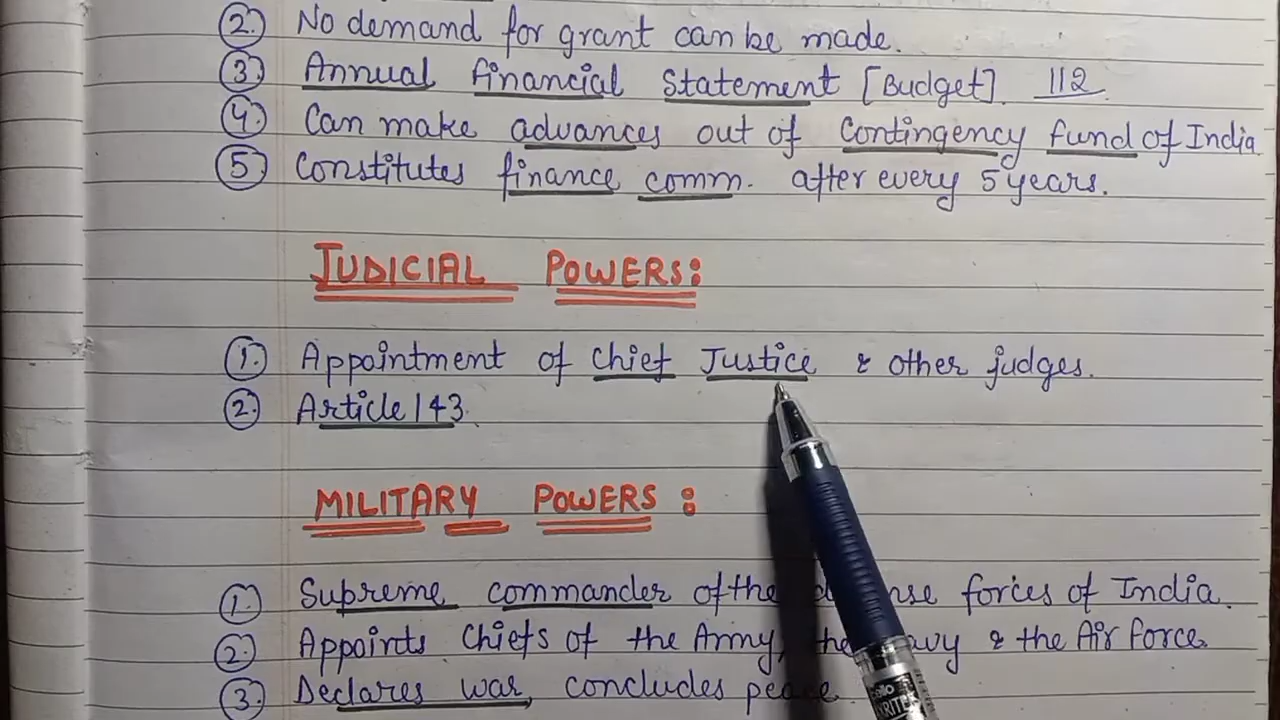 2. No demand for grant can be made.
3. Annual financial Statement [Budget]. 112
4. Can make advances out of Contingency fund of India
5. Constitutes finance comm. after every 5 years.
JUDICIAL POWERS:
1. Appointment of Chief Justice & other judges.
2. Article 143.
MILITARY POWERS:
1. Supreme commander of the forces of India.
2. Appoints Chiefs of the Army, the & the Air force.
3. Declares war, concludes peace.